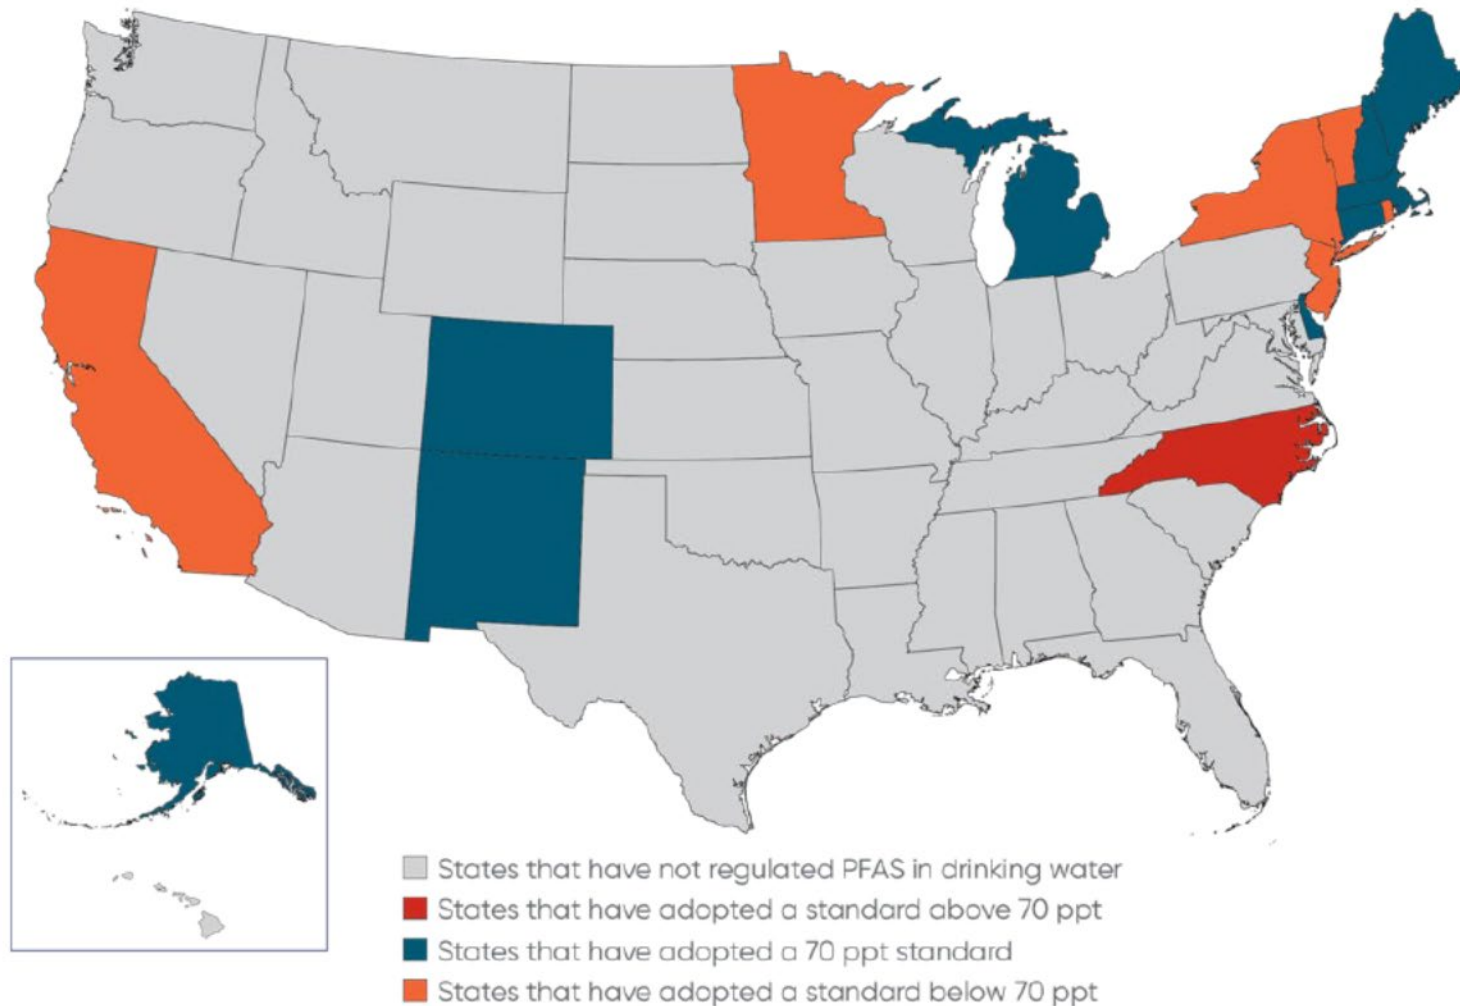 States that have not regulated PFAS in drinking water
States that have adopted a standard above 70 ppt
States that have adopted a 70 ppt standard
States that have adopted a standard below 70 ppt